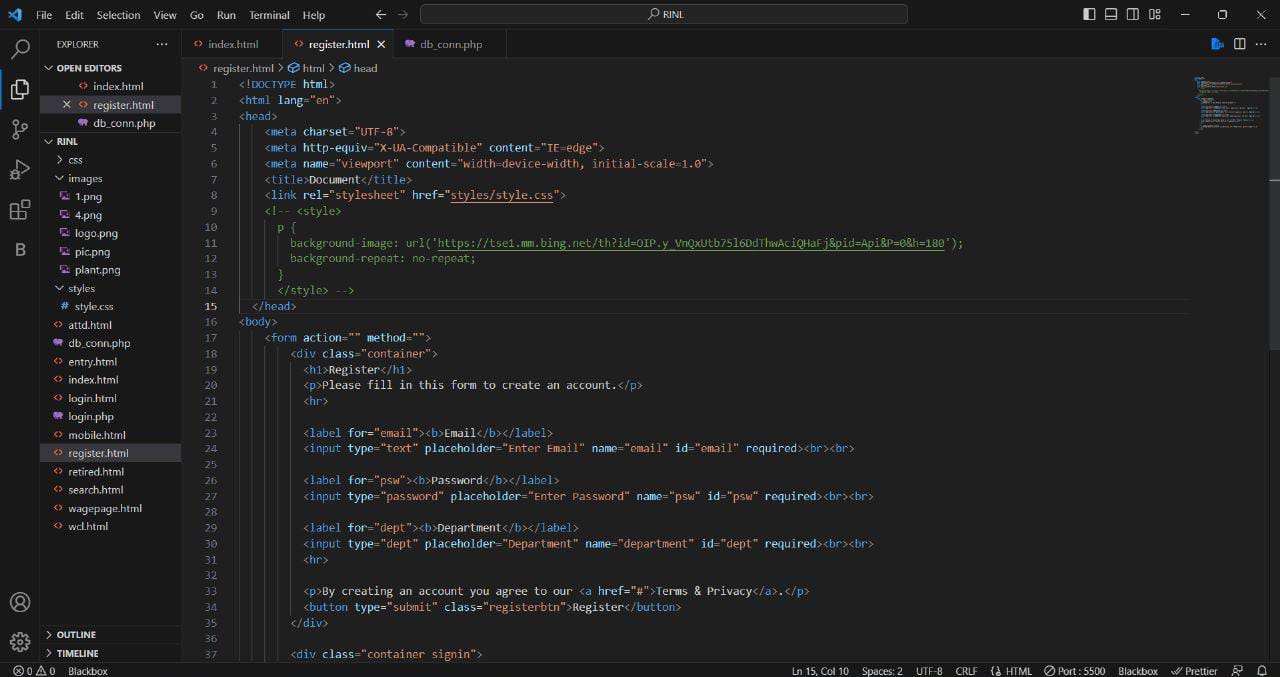 File Edit Selection View Go Run Terminal Help
RINL
EXPLORER
OPEN EDITORS
index.html
register.html
db_conn.php
RINL
css
images
1.png
4.png
logo.png
pic.png
plant.png
styles
style.css
attd.html
db_conn.php
entry.html
index.html
login.html
login.php
mobile.html
register.html
retired.html
search.html
wagepage.html
wcl.html
OUTLINE
TIMELINE
index.html register.html db_conn.php
register.html > html > head
1 <!DOCTYPE html>
2 <html lang="en">
3 <head>
4 <meta charset="UTF-8">
5 <meta http-equiv="X-UA-Compatible" content="IE=edge">
6 <meta name="viewport" content="width=device-width, initial-scale=1.0">
7 <title>Document</title>
8 <link rel="stylesheet" href="styles/style.css">
9 <!-- <style>
10 p {
11 background-image: url('https://tse1.mm.bing.net/th?id=OIP.y_VnQxUtb75l6DdThwAciQHaFj&pid=Api&P=0&h=180');
12 background-repeat: no-repeat;
13 }
14 </style> -->
15 </head>
16 <body>
17 <form action="" method="">
18 <div class="container">
19 <h1>Register</h1>
20 <p>Please fill in this form to create an account.</p>
21 <hr>
22
23 <label for="email"><b>Email</b></label>
24 <input type="text" placeholder="Enter Email" name="email" id="email" required><br><br>
25
26 <label for="psw"><b>Password</b></label>
27 <input type="password" placeholder="Enter Password" name="psw" id="psw" required><br><br>
28
29 <label for="dept"><b>Department</b></label>
30 <input type="dept" placeholder="Department" name="department" id="dept" required><br><br>
31 <hr>
32
33 <p>By creating an account you agree to our <a href="#">Terms & Privacy</a>.</p>
34 <button type="submit" class="registerbtn">Register</button>
35 </div>
36
37 <div class="container signin">
0 0 Blackbox Ln 15, Col 10 Spaces: 2 UTF-8 CRLF HTML Port : 5500 Blackbox Prettier